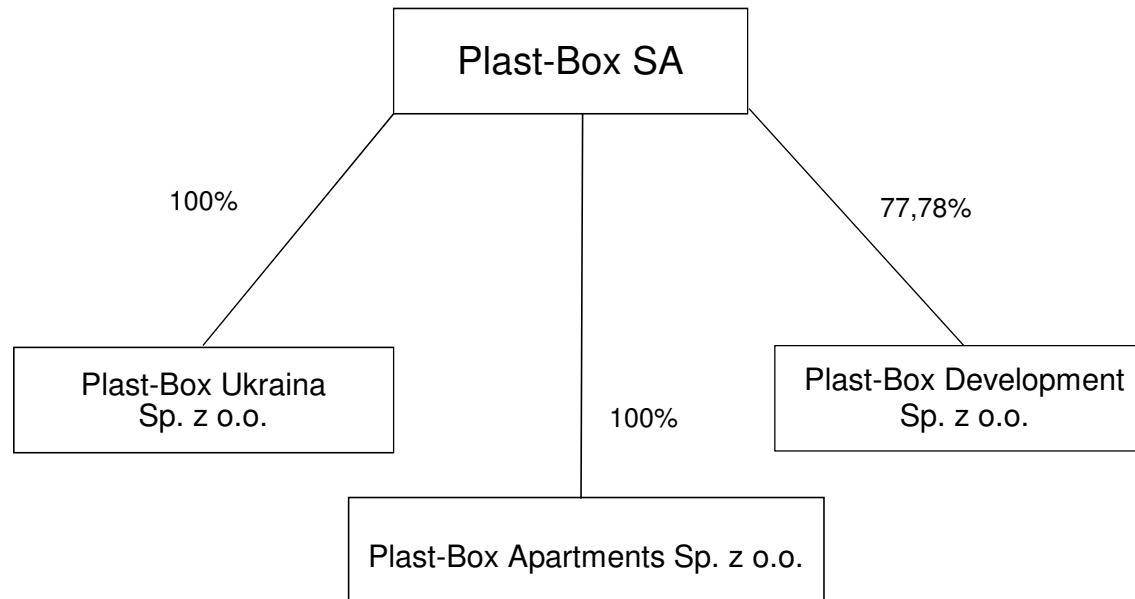 Plast-Box SA
100%
77,78%
Plast-Box Ukraina
Sp. z o.o.
100%
Plast-Box Development
Sp. z o.o.
Plast-Box Apartments Sp. z o.o.